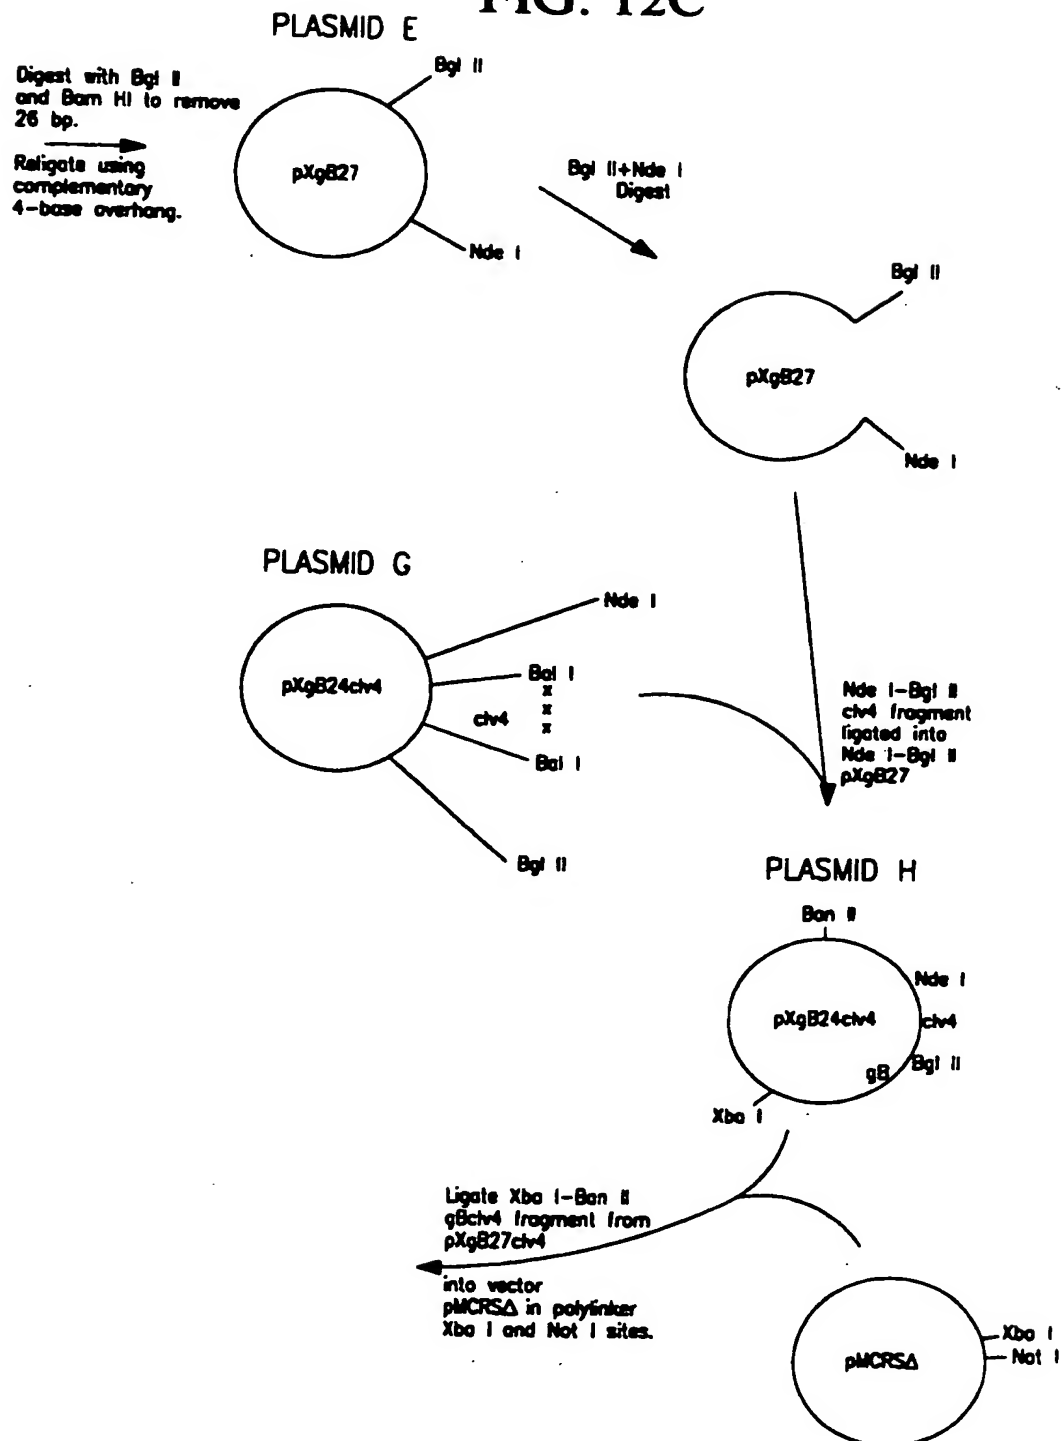 FIG. 12C
PLASMID E
Digest with Bgl II
and Bam HI to remove
26 bp.
Religate using
complementary
4-base overhang.
Bgl II
pXgB27
Nde I
Bgl II+Nde I
Digest
Bgl II
pXgB27
Nde I
PLASMID G
Nde I
pXgB24clv4
Bal I
x
x
x
clv4
Bal I
Bgl II
Nde I-Bgl II
clv4 fragment
ligated into
Nde I-Bgl II
pXgB27
PLASMID H
Ban II
Nde I
pXgB24clv4
clv4
Bgl II
gB
Xba I
Ligate Xba I-Ban II
gBclv4 fragment from
pXgB27clv4
into vector
pMCRSΔ in polylinker
Xba I and Not I sites.
Xba I
pMCRSΔ
Not I